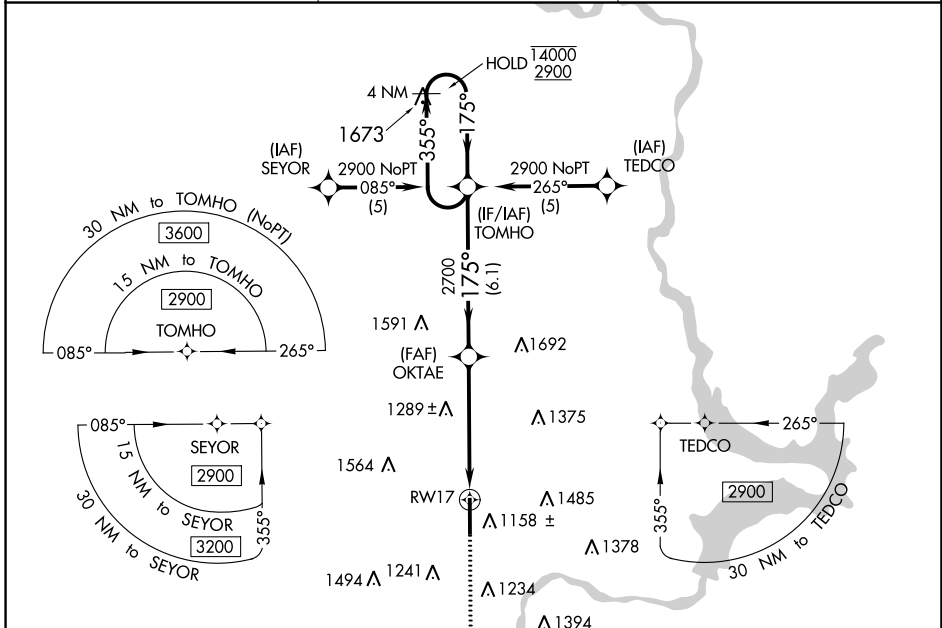 HOLD 14000
2900
4 NM
1673
355°
175°
(IAF)
SEYOR
2900 NoPT
085°
(5)
(IAF)
TEDCO
2900 NoPT
265°
(5)
(IF/IAF)
TOMHO
30 NM to TOMHO (NoPT)
3600
15 NM to TOMHO
2900
TOMHO
085°
265°
2700
175°
(6.1)
1591
1692
(FAF)
OKTAE
1289 ±
1375
085°
SEYOR
2900
15 NM to SEYOR
3200
30 NM to SEYOR
355°
1564
RW17
1485
1158 ±
1378
265°
TEDCO
2900
355°
30 NM to TEDCO
1494
1241
1234
1394